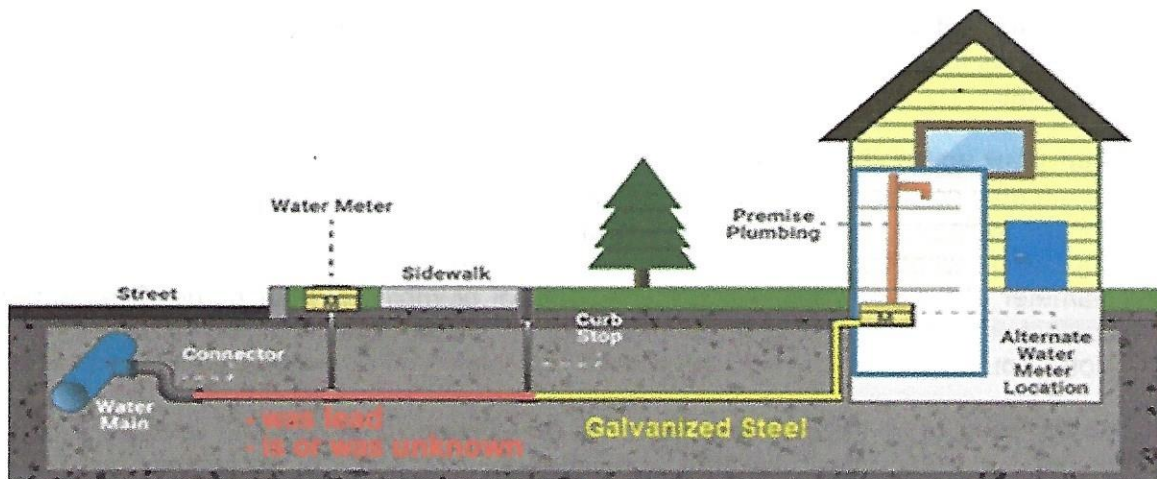 Water Meter
Sidewalk
Street
Premise
Plumbing
Curb
Stop
Connector
Alternate
Water
Meter
Location
Water
Main
- was lead
- is or was unknown
Galvanized Steel